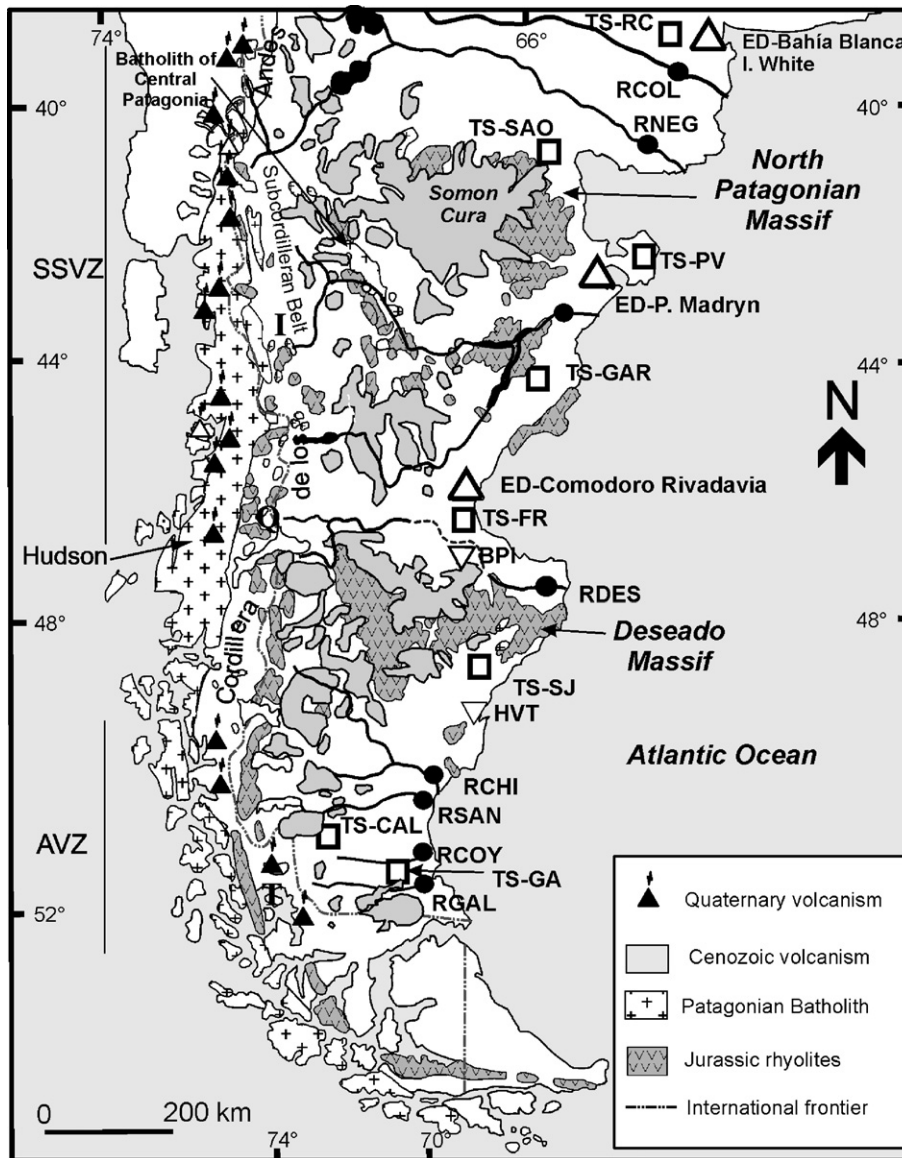 74°
66°
TS-RC
ED-Bahía Blanca
I. White
Batholith of
Central
Patagonia
Andes
40°
40°
RCOL
RNEG
TS-SAO
North
Patagonian
Massif
Somon
Cura
Subcordilleran Belt
SSVZ
TS-PV
ED-P. Madryn
I
44°
44°
TS-GAR
N
de los
ED-Comodoro Rivadavia
TS-FR
O
BPI
Hudson
RDES
48°
48°
Deseado
Massif
Cordillera
TS-SJ
HVT
Atlantic Ocean
RCHI
RSAN
TS-CAL
AVZ
RCOY
TS-GA
T
RGAL
52°
52°
Quaternary volcanism
Cenozoic volcanism
Patagonian Batholith
Jurassic rhyolites
International frontier
0
200 km
74°
70°